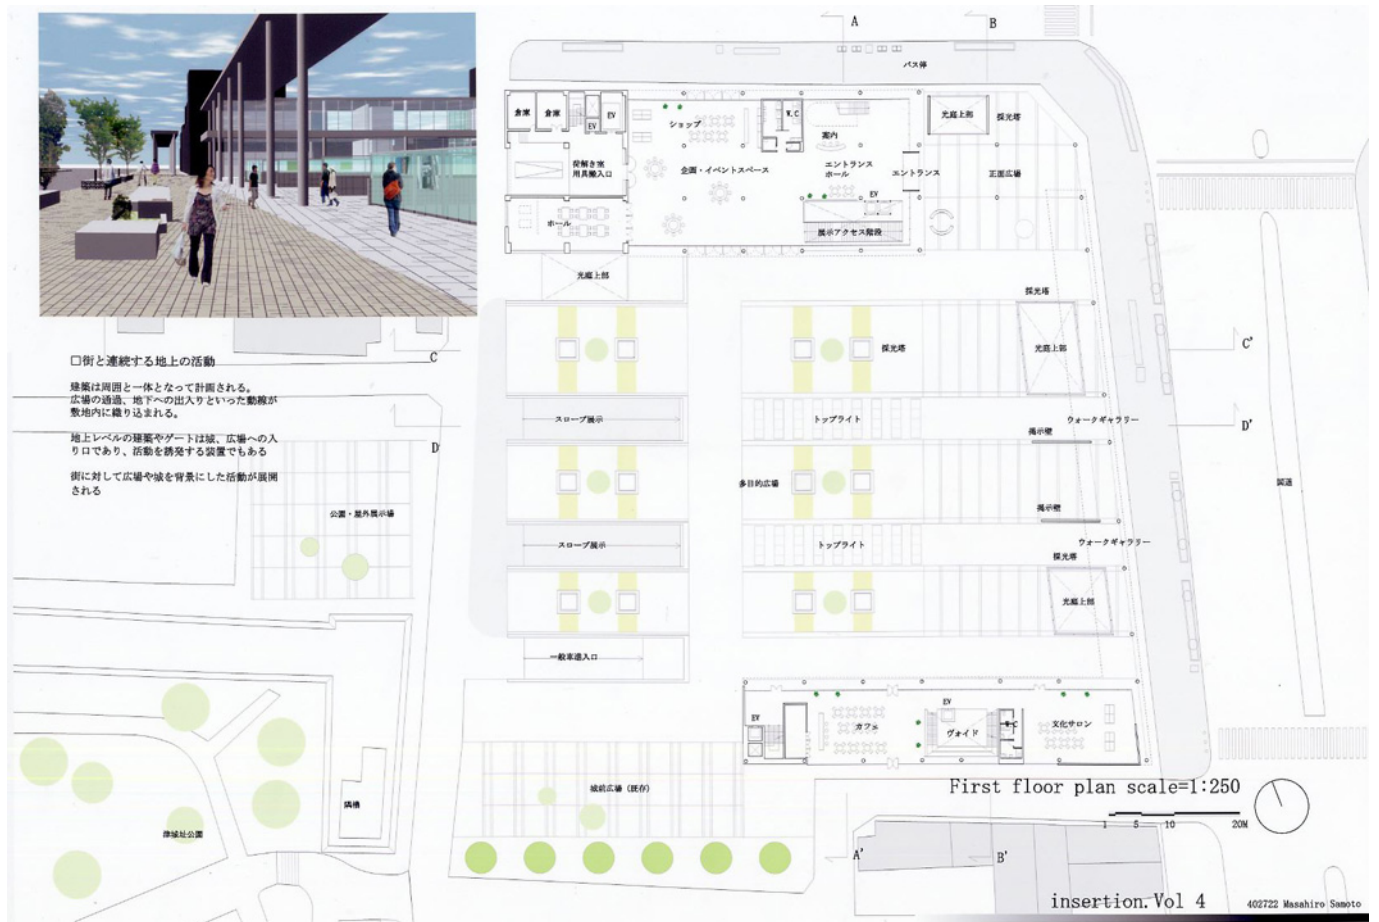 A
B
バス停
倉庫
倉庫
EV
EV
ショップ
W.C
案内
光庭上部
採光塔
荷解き室
用具搬入口
企画・イベントスペース
エントランス
ホール
エントランス
正面広場
EV
ホール
展示アクセス階段
光庭上部
採光塔
C
採光塔
光庭上部
C'
□街と連続する地上の活動
建築は周囲と一体となって計画される。
広場の通過、地下への出入りといった動線が
敷地内に織り込まれる。
地上レベルの建築やゲートは城、広場への入
り口であり、活動を誘発する装置でもある
街に対して広場や城を背景にした活動が展開
される
D
スロープ展示
トップライト
ウォークギャラリー
掲示壁
D'
多目的広場
国道
公園・屋外展示場
掲示壁
スロープ展示
トップライト
ウォークギャラリー
採光塔
光庭上部
一般車進入口
EV
カフェ
EV
ヴォイド
W.C
文化サロン
城前広場（既存）
隅櫓
津城址公園
First floor plan scale=1:250
1 5 10 20M
A'
B'
insertion.Vol 4
402722 Masahiro Samoto